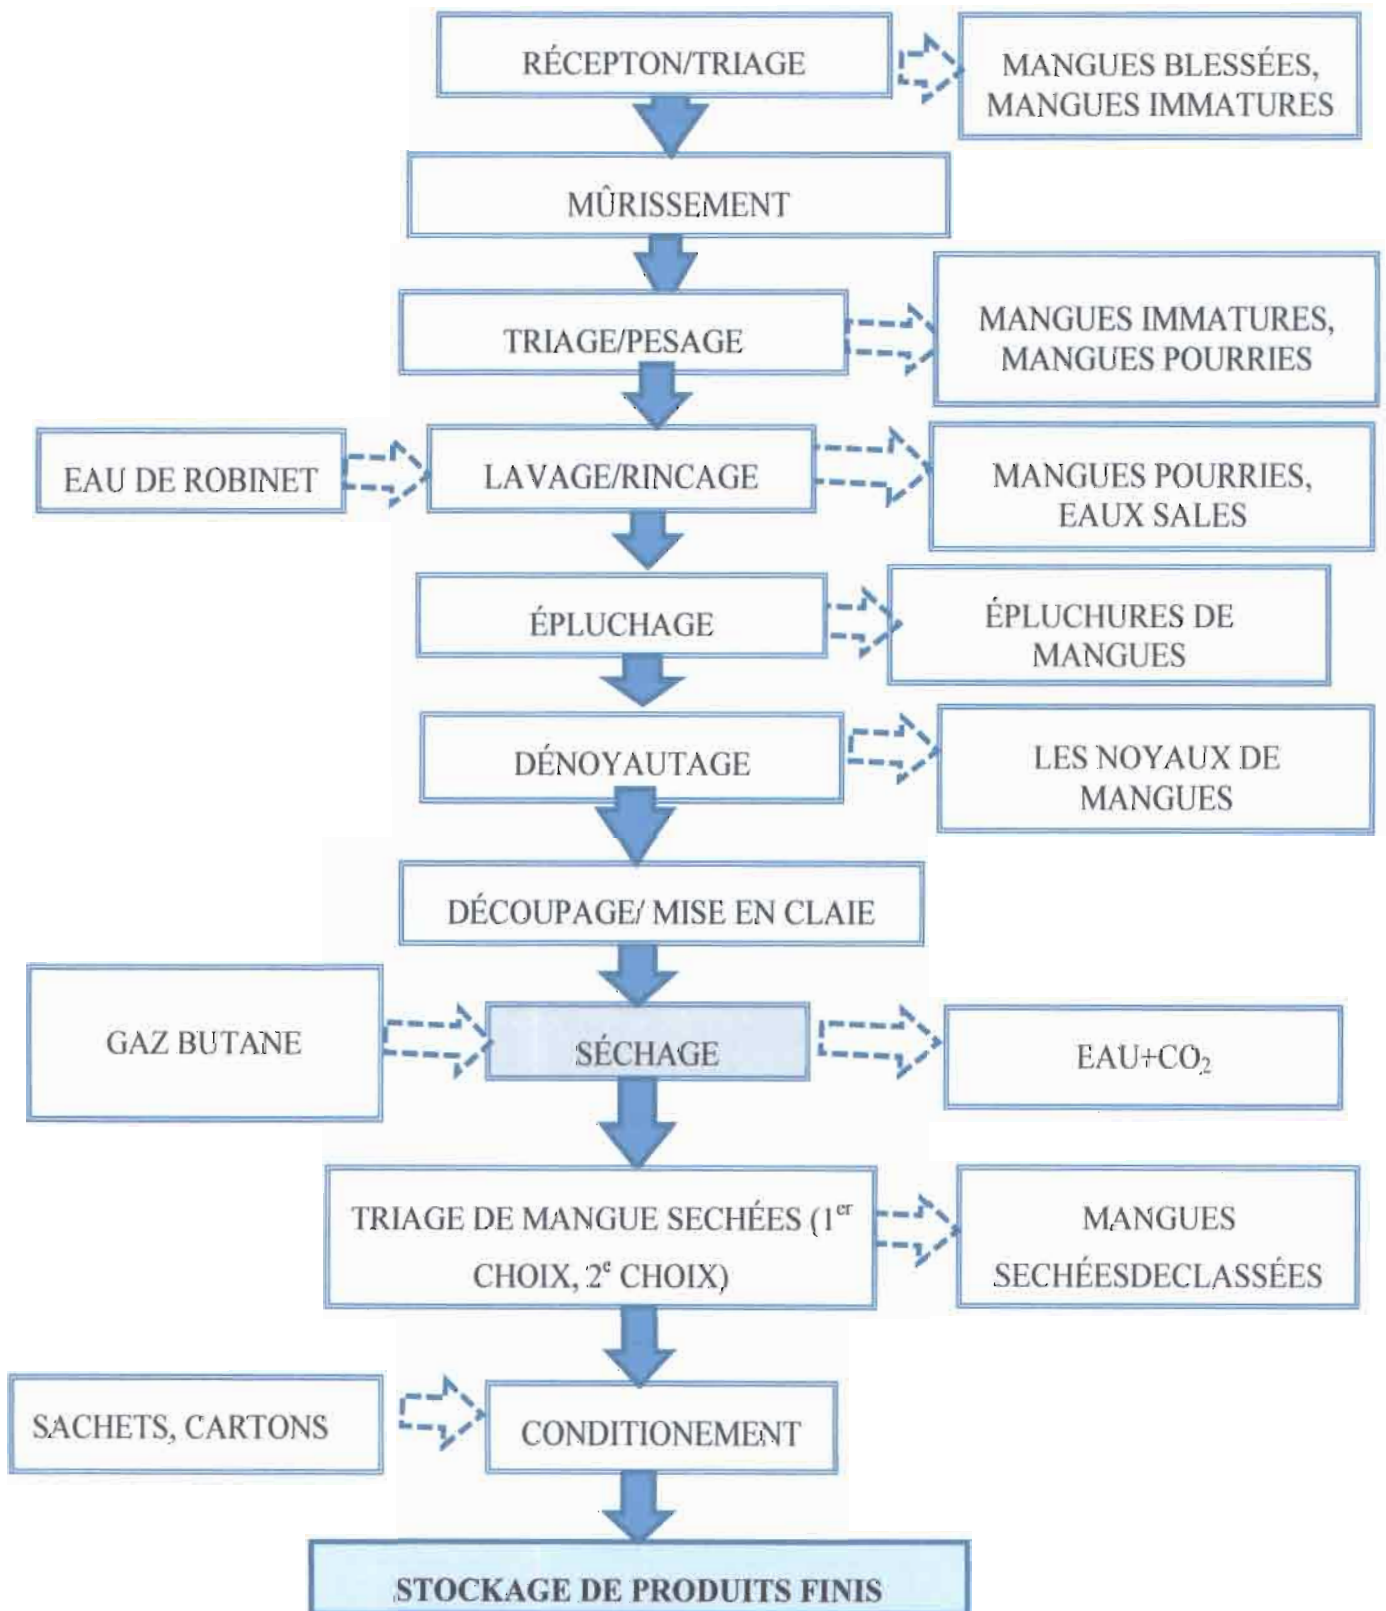 RÉCEPTON/TRIAGE
MANGUES BLESSÉES,
MANGUES IMMATURES
MÛRISSEMENT
TRIAGE/PESAGE
MANGUES IMMATURES,
MANGUES POURRIES
EAU DE ROBINET
LAVAGE/RINCAGE
MANGUES POURRIES,
EAUX SALES
ÉPLUCHAGE
ÉPLUCHURES DE
MANGUES
DÉNOYAUTAGE
LES NOYAUX DE
MANGUES
DÉCOUPAGE/ MISE EN CLAIE
GAZ BUTANE
SÉCHAGE
EAU+CO₂
TRIAGE DE MANGUE SECHÉES (1er
CHOIX, 2e CHOIX)
MANGUES
SECHÉESDECLASSÉES
SACHETS, CARTONS
CONDITIONEMENT
STOCKAGE DE PRODUITS FINIS